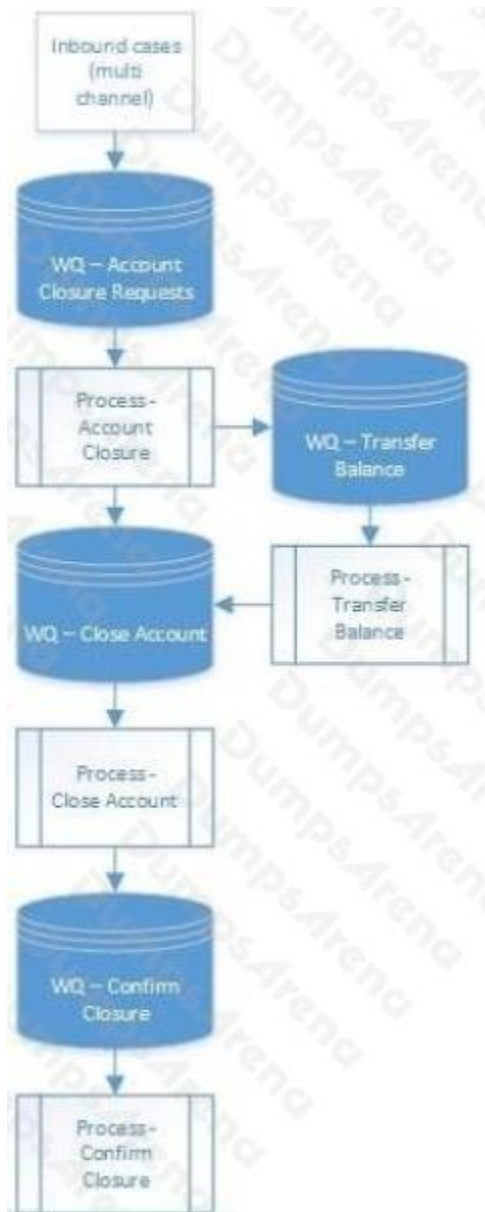 Inbound cases
(multi
channel)
WQ – Account
Closure Requests
Process -
Account
Closure
WQ – Transfer
Balance
Process -
Transfer
Balance
WQ – Close Account
Process -
Close Account
WQ – Confirm
Closure
Process -
Confirm
Closure
DumpsArena